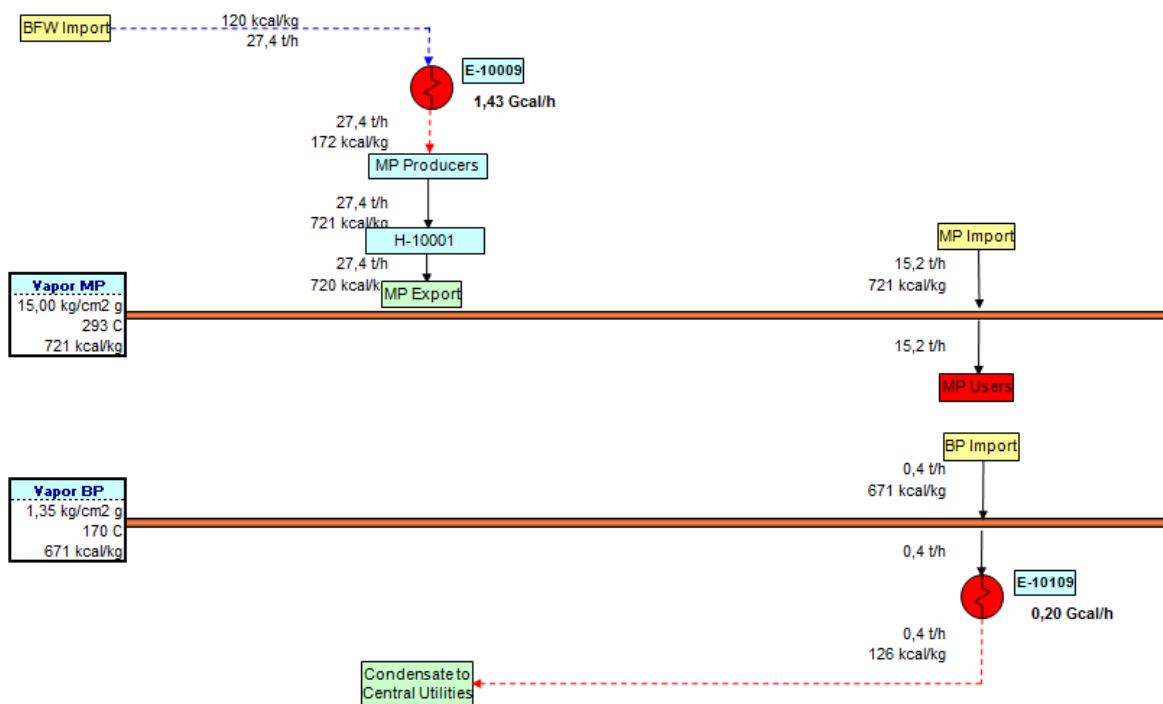 BFW Import
120 kcal/kg
27,4 t/h
E-10009
1,43 Gcal/h
27,4 t/h
172 kcal/kg
MP Producers
27,4 t/h
721 kcal/kg
H-10001
27,4 t/h
720 kcal/k
MP Export
MP Import
15,2 t/h
721 kcal/kg
Vapor MP
15,00 kg/cm2 g
293 C
721 kcal/kg
15,2 t/h
MP Users
BP Import
0,4 t/h
671 kcal/kg
Vapor BP
1,35 kg/cm2 g
170 C
671 kcal/kg
0,4 t/h
E-10109
0,20 Gcal/h
0,4 t/h
126 kcal/kg
Condensate to
Central Utilities